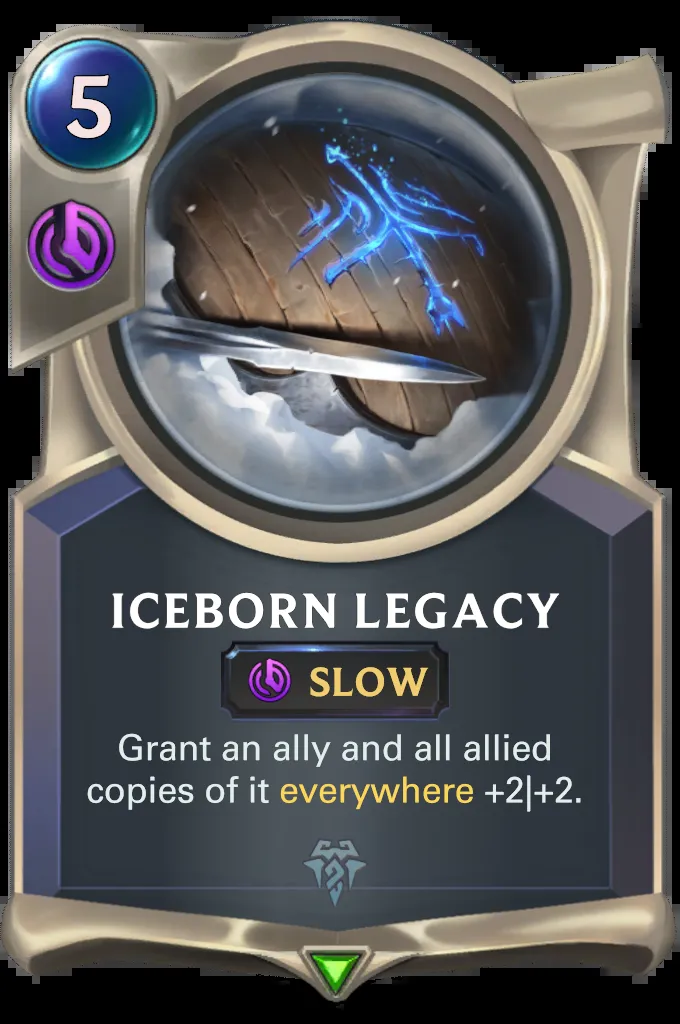 5
ICEBORN LEGACY
SLOW
Grant an ally and all allied
copies of it everywhere +2|+2.